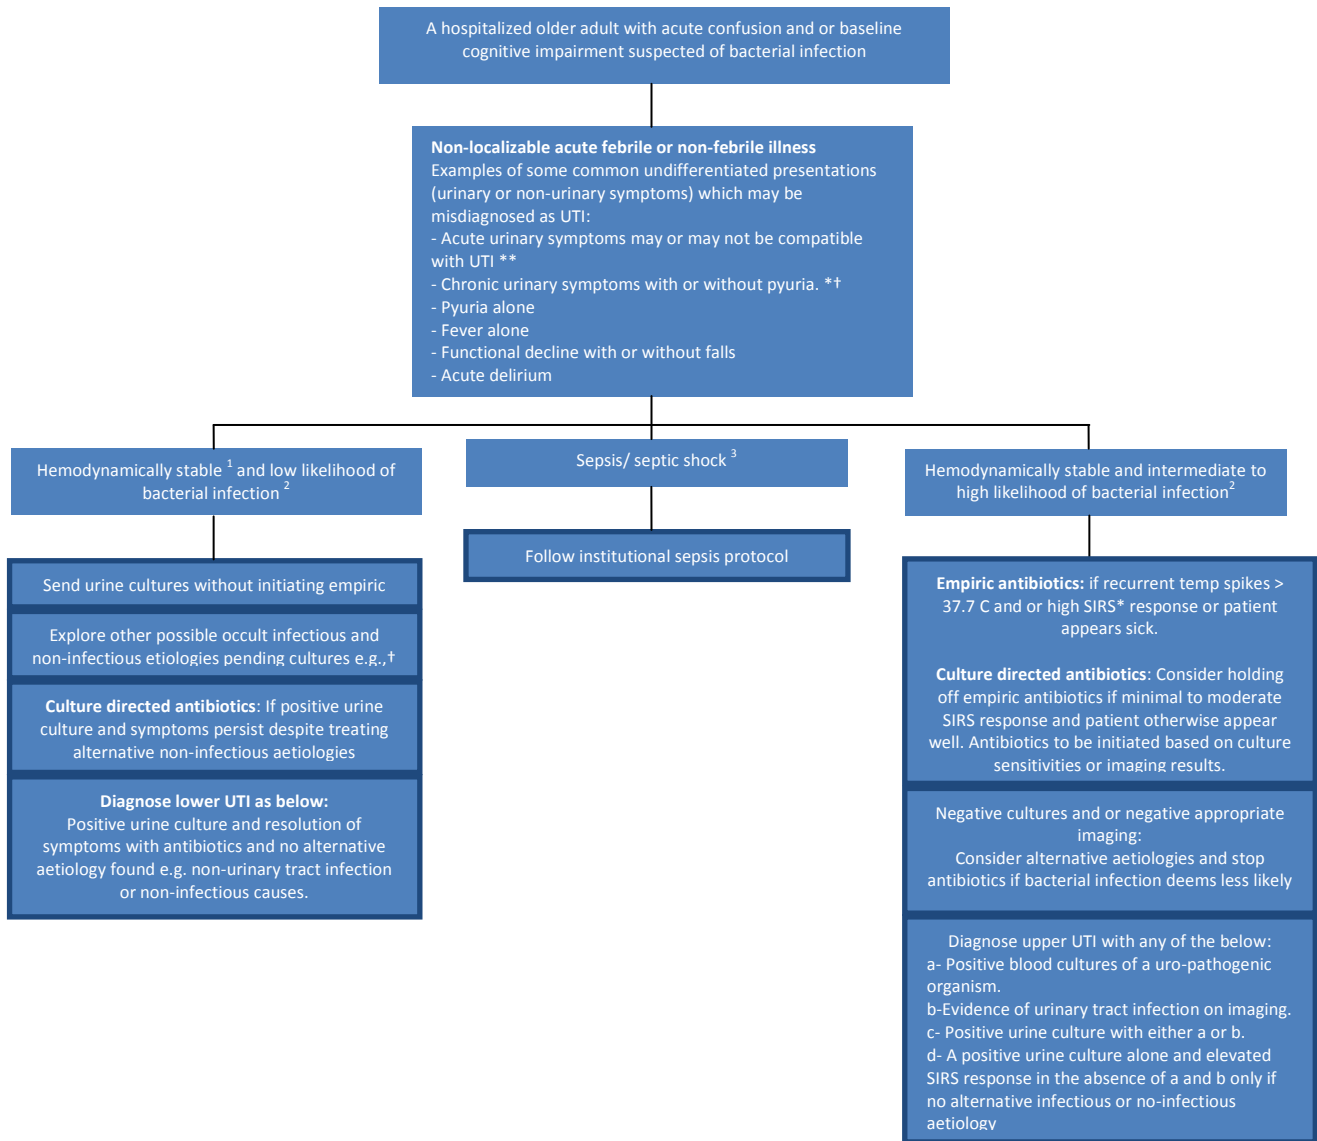 A hospitalized older adult with acute confusion and or baseline
cognitive impairment suspected of bacterial infection
Non-localizable acute febrile or non-febrile illness
Examples of some common undifferentiated presentations
(urinary or non-urinary symptoms) which may be
misdiagnosed as UTI:
- Acute urinary symptoms may or may not be compatible
with UTI **
- Chronic urinary symptoms with or without pyuria. *†
- Pyuria alone
- Fever alone
- Functional decline with or without falls
- Acute delirium
Hemodynamically stable 1 and low likelihood of
bacterial infection 2
Send urine cultures without initiating empiric
Explore other possible occult infectious and
non-infectious etiologies pending cultures e.g.,†
Culture directed antibiotics: If positive urine
culture and symptoms persist despite treating
alternative non-infectious aetiologies
Diagnose lower UTI as below:
Positive urine culture and resolution of
symptoms with antibiotics and no alternative
aetiology found e.g. non-urinary tract infection
or non-infectious causes.
Sepsis/ septic shock 3
Follow institutional sepsis protocol
Hemodynamically stable and intermediate to
high likelihood of bacterial infection2
Empiric antibiotics: if recurrent temp spikes >
37.7 C and or high SIRS* response or patient
appears sick.
Culture directed antibiotics: Consider holding
off empiric antibiotics if minimal to moderate
SIRS response and patient otherwise appear
well. Antibiotics to be initiated based on culture
sensitivities or imaging results.
Negative cultures and or negative appropriate
imaging:
Consider alternative aetiologies and stop
antibiotics if bacterial infection deems less likely
Diagnose upper UTI with any of the below:
a- Positive blood cultures of a uro-pathogenic
organism.
b-Evidence of urinary tract infection on imaging.
c- Positive urine culture with either a or b.
d- A positive urine culture alone and elevated
SIRS response in the absence of a and b only if
no alternative infectious or no-infectious
aetiology